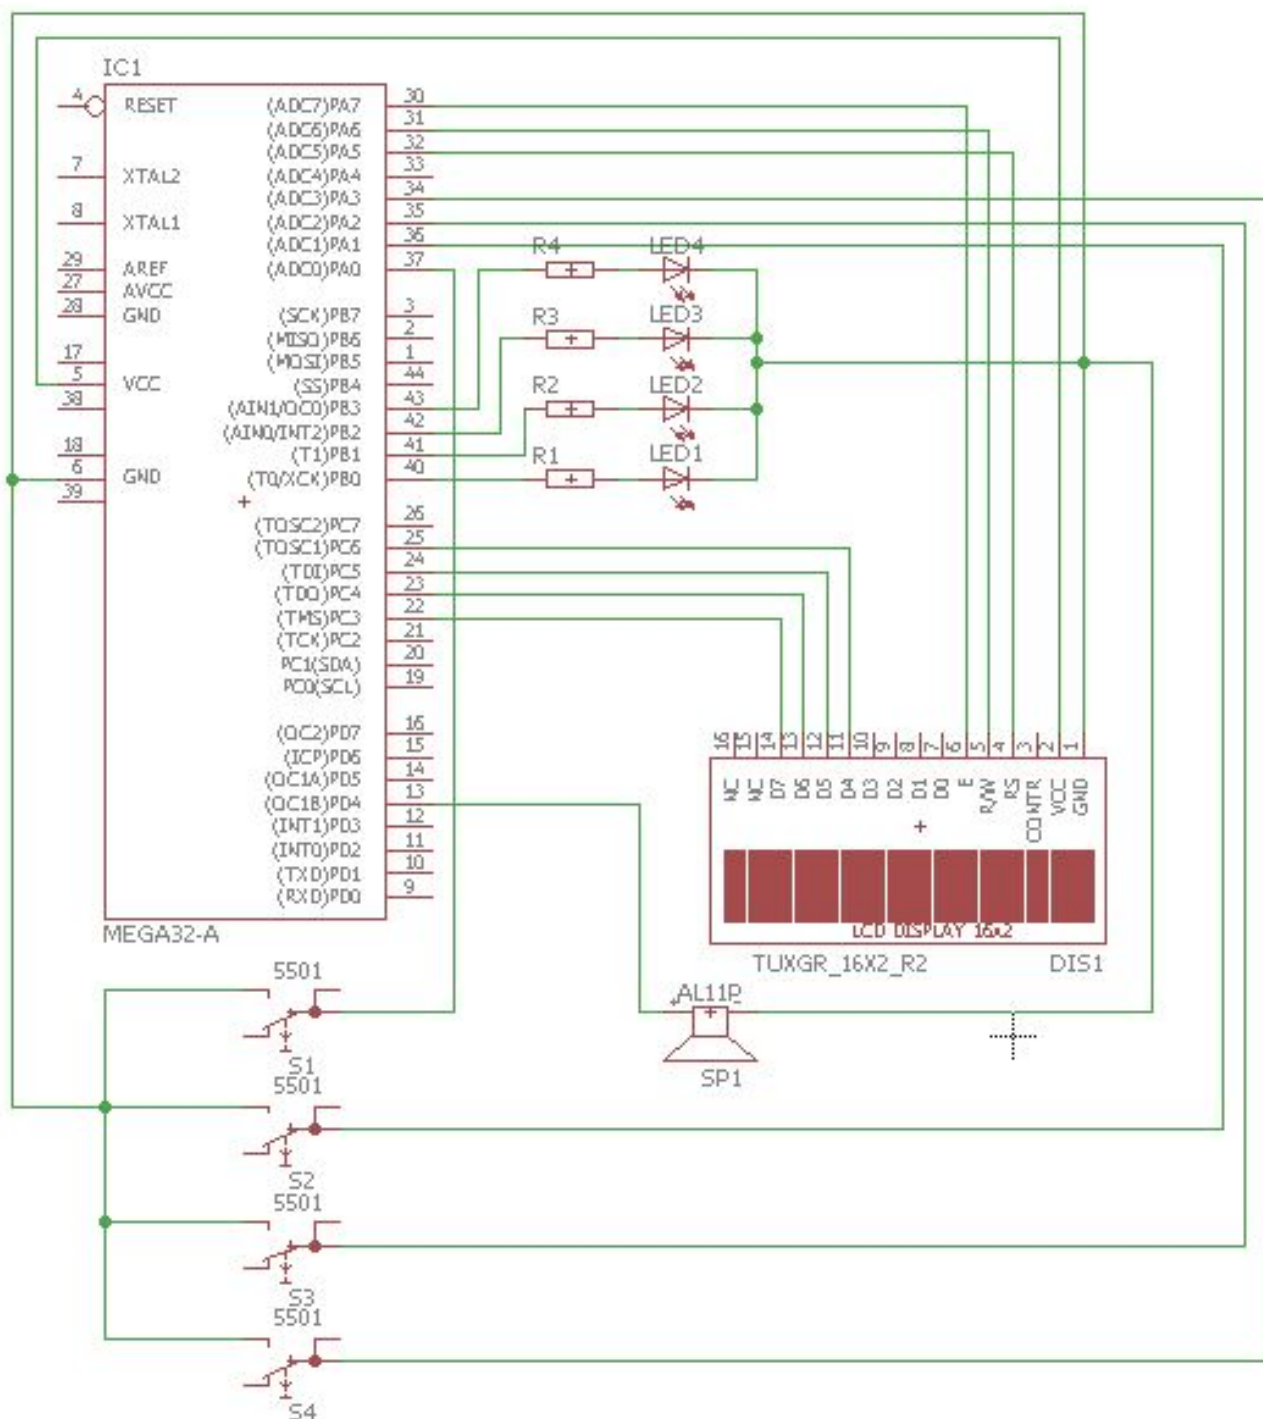 IC1
4 RESET (ADC7)PA7 30
(ADC6)PA6 31
(ADC5)PA5 32
7 XTAL2 (ADC4)PA4 33
(ADC3)PA3 34
8 XTAL1 (ADC2)PA2 35
(ADC1)PA1 36
29 AREF (ADC0)PA0 37
27 AVCC
28 GND (SCK)PB7 3
(MISO)PB6 2
17 (MOSI)PB5 1
5 VCC (SS)PB4 44
38 (AIN1/OC0)PB3 43
(AIN0/INT2)PB2 42
18 (T1)PB1 41
6 GND (T0/XCK)PB0 40
39
(TOSC2)PC7 26
(TOSC1)PC6 25
(TDI)PC5 24
(TDO)PC4 23
(TMS)PC3 22
(TCK)PC2 21
PC1(SDA) 20
PC0(SCL) 19
(OC2)PD7 16
(ICP)PD6 15
(OC1A)PD5 14
(OC1B)PD4 13
(INT1)PD3 12
(INT0)PD2 11
(TXD)PD1 10
(RXD)PD0 9
MEGA32-A
R4 LED4
R3 LED3
R2 LED2
R1 LED1
16 15 14 13 12 11 10 9 8 7 6 5 4 3 2 1
NC NC D7 D6 D5 D4 D3 D2 D1 D0 E R/W RS CONTR VCC GND
LCD DISPLAY 16x2
TUXGR_16X2_R2 DIS1
AL11P
SP1
5501
S1
5501
S2
5501
S3
5501
S4